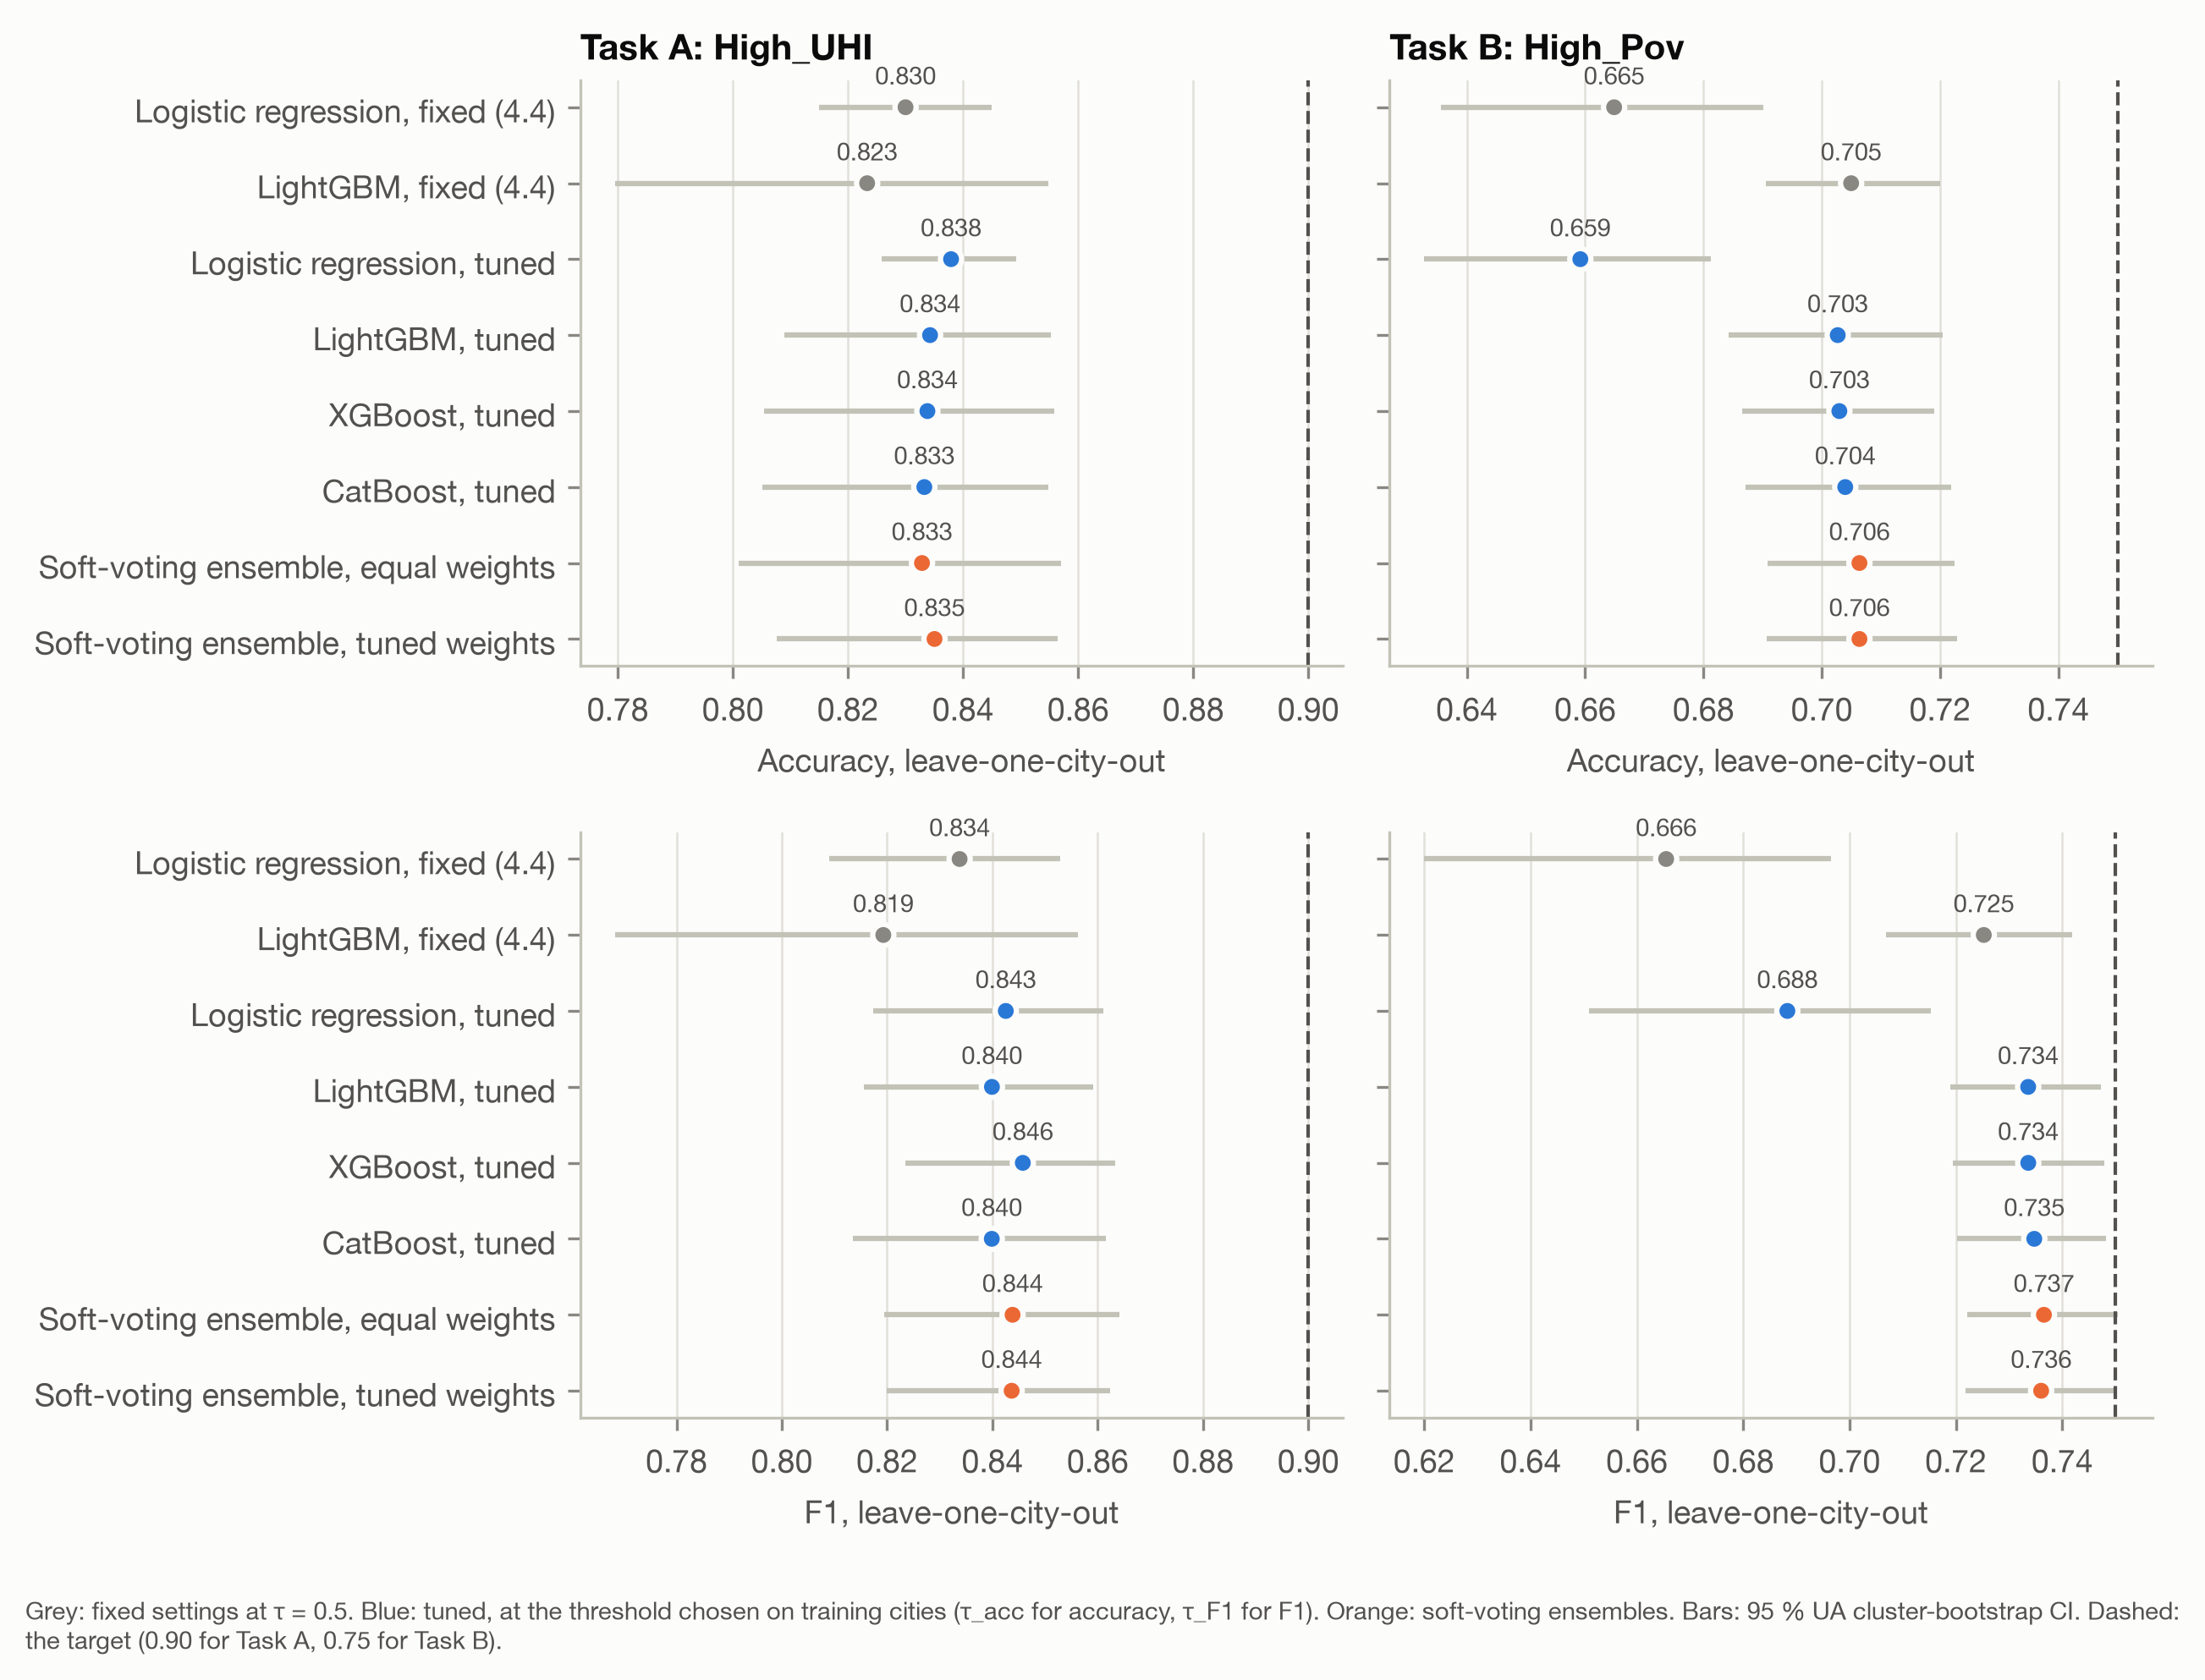 Task A: High_UHI
Task B: High_Pov
Logistic regression, fixed (4.4)
0.830
0.665
LightGBM, fixed (4.4)
0.823
0.705
Logistic regression, tuned
0.838
0.659
LightGBM, tuned
0.834
0.703
XGBoost, tuned
0.834
0.703
CatBoost, tuned
0.833
0.704
Soft-voting ensemble, equal weights
0.833
0.706
Soft-voting ensemble, tuned weights
0.835
0.706
0.78 0.80 0.82 0.84 0.86 0.88 0.90
0.64 0.66 0.68 0.70 0.72 0.74
Accuracy, leave-one-city-out
Accuracy, leave-one-city-out
Logistic regression, fixed (4.4)
0.834
0.666
LightGBM, fixed (4.4)
0.819
0.725
Logistic regression, tuned
0.843
0.688
LightGBM, tuned
0.840
0.734
XGBoost, tuned
0.846
0.734
CatBoost, tuned
0.840
0.735
Soft-voting ensemble, equal weights
0.844
0.737
Soft-voting ensemble, tuned weights
0.844
0.736
0.78 0.80 0.82 0.84 0.86 0.88 0.90
0.62 0.64 0.66 0.68 0.70 0.72 0.74
F1, leave-one-city-out
F1, leave-one-city-out
Grey: fixed settings at τ = 0.5. Blue: tuned, at the threshold chosen on training cities (τ_acc for accuracy, τ_F1 for F1). Orange: soft-voting ensembles. Bars: 95 % UA cluster-bootstrap CI. Dashed:
the target (0.90 for Task A, 0.75 for Task B).